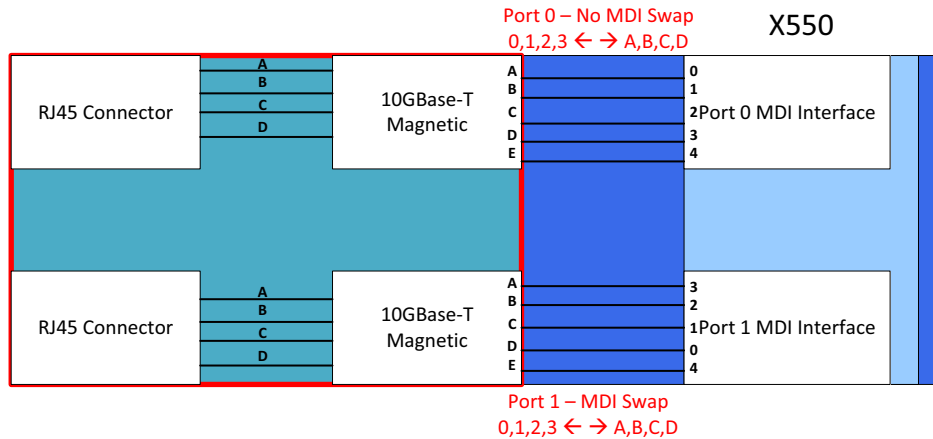 Port 0 – No MDI Swap
0,1,2,3 ← → A,B,C,D
X550
RJ45 Connector
A
B
C
D
10GBase-T
Magnetic
A
B
C
D
E
0
1
2
3
4
Port 0 MDI Interface
RJ45 Connector
A
B
C
D
10GBase-T
Magnetic
A
B
C
D
E
3
2
1
0
4
Port 1 MDI Interface
Port 1 – MDI Swap
0,1,2,3 ← → A,B,C,D